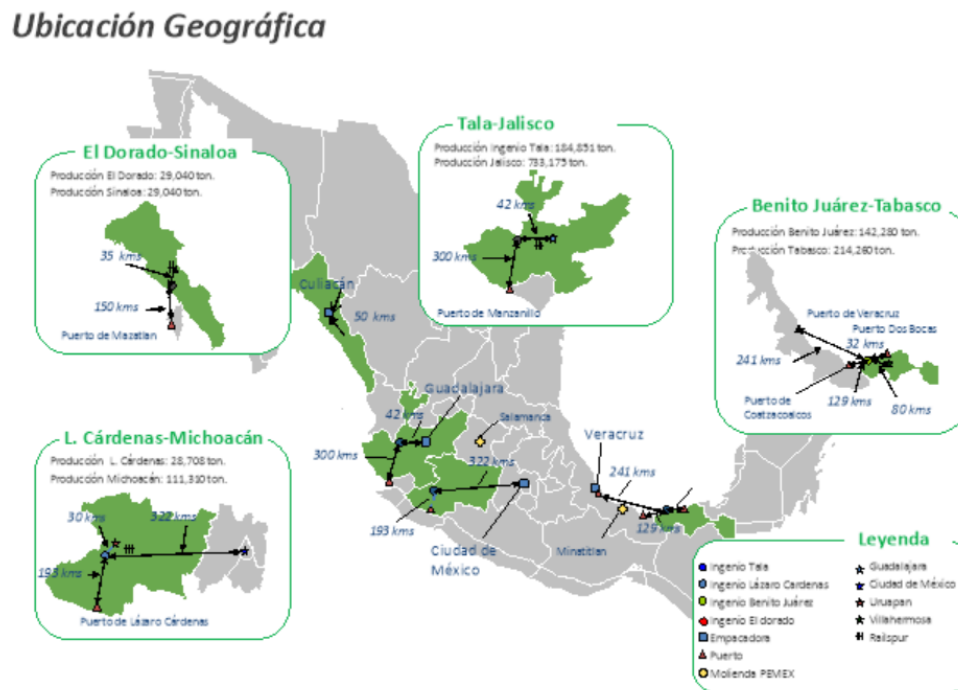 Ubicación Geográfica
El Dorado-Sinaloa
Producción El Dorado: 29,040 ton.
Producción Sinaloa: 29,040 ton.
35 kms
150 kms
Puerto de Mazatlan
Tala-Jalisco
Producción Ingenio Tala: 184,851 ton.
Producción Jalisco: 733,175 ton.
42 kms
300 kms
Puerto de Manzanillo
Benito Juárez-Tabasco
Producción Benito Juárez: 142,280 ton.
Producción Tabasco: 214,260 ton.
Puerto de Veracruz
Puerto Dos Bocas
32 kms
241 kms
Puerto de
Coatzacoalcos
129 kms
80 kms
Culiacán
50 kms
Guadalajara
42 kms
Salamanca
300 kms
322 kms
Veracruz
241 kms
193 kms
129 kms
Ciudad de
México
Minatitlan
L. Cárdenas-Michoacán
Producción L. Cárdenas: 28,708 ton.
Producción Michoacán: 111,310 ton.
30 kms
322 kms
193 kms
Puerto de Lázaro Cárdenas
Leyenda
Ingenio Tala
Ingenio Lázaro Cardenas
Ingenio Benito Juárez
Ingenio El dorado
Empacadora
Puerto
Molienda PEMEX
Guadalajara
Ciudad de México
Uruapan
Villahermosa
Railspur